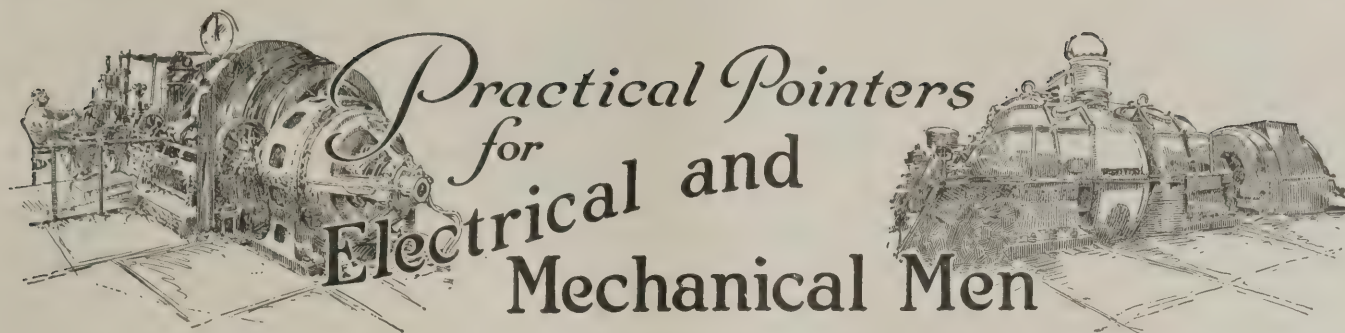 Practical Pointers
for
Electrical and
Mechanical Men